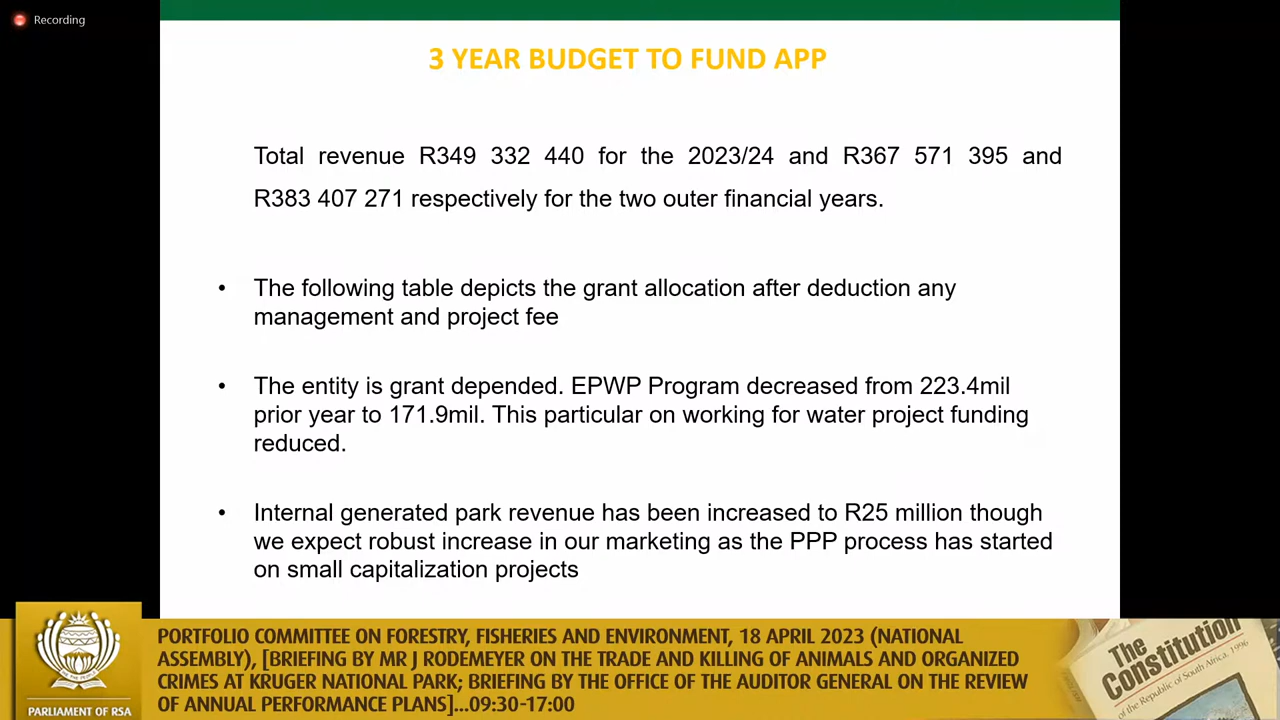 Recording
3 YEAR BUDGET TO FUND APP
Total revenue R349 332 440 for the 2023/24 and R367 571 395 and
R383 407 271 respectively for the two outer financial years.
• The following table depicts the grant allocation after deduction any
management and project fee
• The entity is grant depended. EPWP Program decreased from 223.4mil
prior year to 171.9mil. This particular on working for water project funding
reduced.
• Internal generated park revenue has been increased to R25 million though
we expect robust increase in our marketing as the PPP process has started
on small capitalization projects
PORTFOLIO COMMITTEE ON FORESTRY, FISHERIES AND ENVIRONMENT, 18 APRIL 2023 (NATIONAL
ASSEMBLY), [BRIEFING BY MR J RODEMEYER ON THE TRADE AND KILLING OF ANIMALS AND ORGANIZED
CRIMES AT KRUGER NATIONAL PARK; BRIEFING BY THE OFFICE OF THE AUDITOR GENERAL ON THE REVIEW
OF ANNUAL PERFORMANCE PLANS]...09:30-17:00
PARLIAMENT OF RSA
The
Constitution
of the Republic of South Africa, 1996